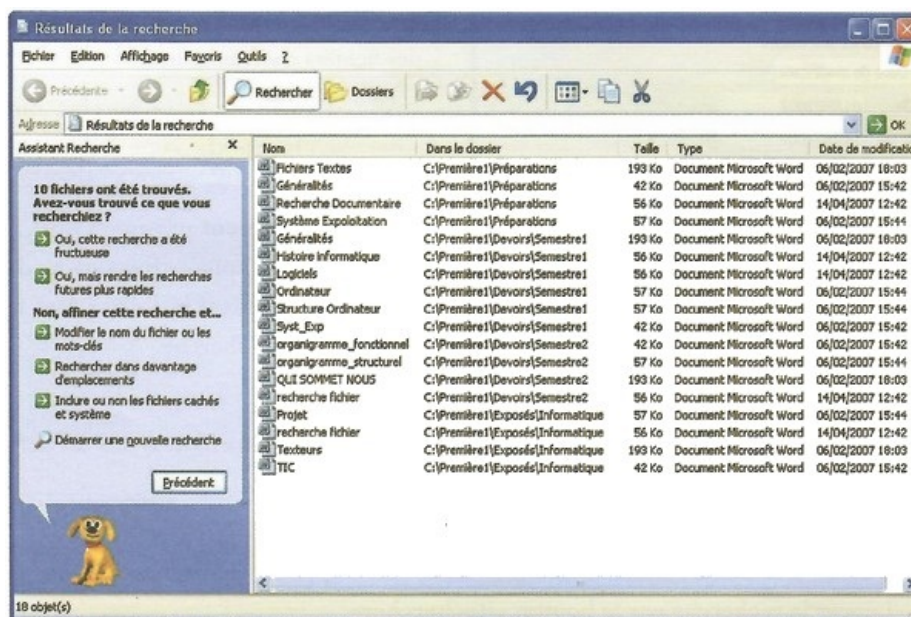 Résultats de la recherche
Fichier Edition Affichage Favoris Outils ?
Précédente Rechercher Dossiers
Adresse Résultats de la recherche OK
Assistant Recherche
18 fichiers ont été trouvés.
Avez-vous trouvé ce que vous
recherchiez ?
Oui, cette recherche a été
fructueuse
Oui, mais rendre les recherches
futures plus rapides
Non, affiner cette recherche et...
Modifier le nom du fichier ou les
mots-clés
Rechercher dans davantage
d'emplacements
Inclure ou non les fichiers cachés
et système
Démarrer une nouvelle recherche
Précédent
Nom Dans le dossier Taille Type Date de modificatio
Fichiers Textes C:\Première1\Préparations 193 Ko Document Microsoft Word 06/02/2007 18:03
Généralités C:\Première1\Préparations 42 Ko Document Microsoft Word 06/02/2007 15:42
Recherche Documentaire C:\Première1\Préparations 56 Ko Document Microsoft Word 14/04/2007 12:42
Système Expoloitation C:\Première1\Préparations 57 Ko Document Microsoft Word 06/02/2007 15:44
Généralités C:\Première1\Devoirs\Semestre1 193 Ko Document Microsoft Word 06/02/2007 18:03
Histoire informatique C:\Première1\Devoirs\Semestre1 56 Ko Document Microsoft Word 14/04/2007 12:42
Logiciels C:\Première1\Devoirs\Semestre1 56 Ko Document Microsoft Word 14/04/2007 12:42
Ordinateur C:\Première1\Devoirs\Semestre1 57 Ko Document Microsoft Word 06/02/2007 15:44
Structure Ordinateur C:\Première1\Devoirs\Semestre1 57 Ko Document Microsoft Word 06/02/2007 15:44
Syst_Exp C:\Première1\Devoirs\Semestre1 42 Ko Document Microsoft Word 06/02/2007 15:42
organigramme_fonctionnel C:\Première1\Devoirs\Semestre2 42 Ko Document Microsoft Word 06/02/2007 15:42
organigramme_structurel C:\Première1\Devoirs\Semestre2 57 Ko Document Microsoft Word 06/02/2007 15:44
QUI SOMMET NOUS C:\Première1\Devoirs\Semestre2 193 Ko Document Microsoft Word 06/02/2007 18:03
recherche fichier C:\Première1\Devoirs\Semestre2 56 Ko Document Microsoft Word 14/04/2007 12:42
Projet C:\Première1\Exposés\Informatique 57 Ko Document Microsoft Word 06/02/2007 15:44
recherche fichier C:\Première1\Exposés\Informatique 56 Ko Document Microsoft Word 14/04/2007 12:42
Texteurs C:\Première1\Exposés\Informatique 193 Ko Document Microsoft Word 06/02/2007 18:03
TIC C:\Première1\Exposés\Informatique 42 Ko Document Microsoft Word 06/02/2007 15:42
18 objet(s)